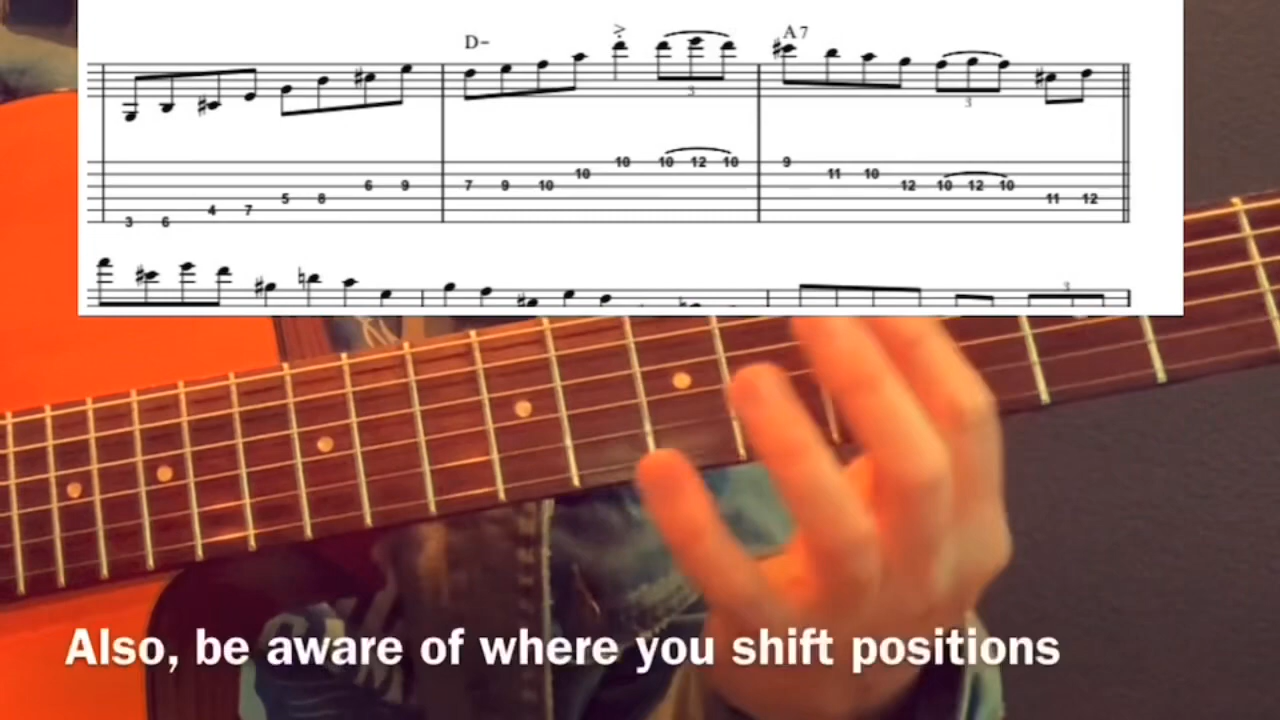 D-
A7
3
3
3 6 4 7 5 8 6 9 7 9 10 10 10 10 12 10 9 11 10 12 10 12 10 11 12
3
Also, be aware of where you shift positions